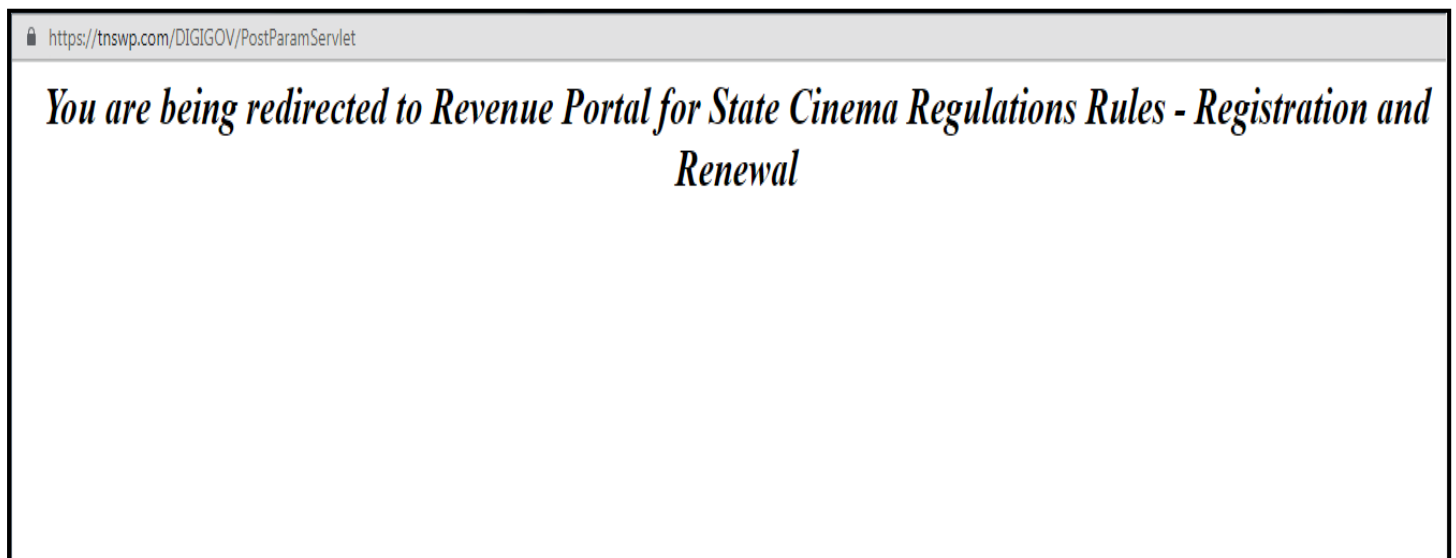 https://tnswp.com/DIGIGOV/PostParamServlet
You are being redirected to Revenue Portal for State Cinema Regulations Rules - Registration and
Renewal